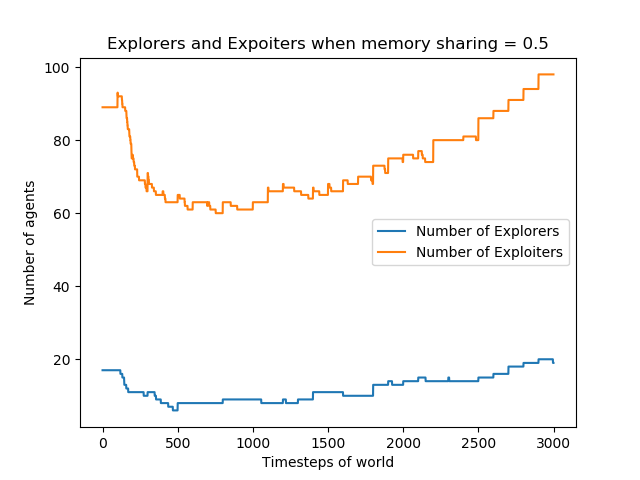 Explorers and Expoiters when memory sharing = 0.5
100
80
60
40
20
Number of agents
Number of Explorers
Number of Exploiters
0 500 1000 1500 2000 2500 3000
Timesteps of world